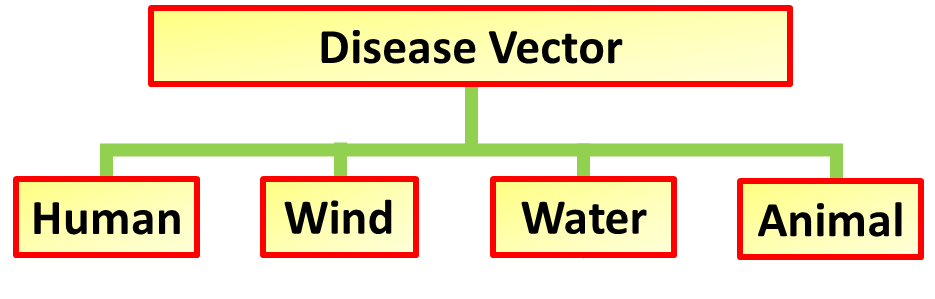 Disease Vector
Human
Wind
Water
Animal